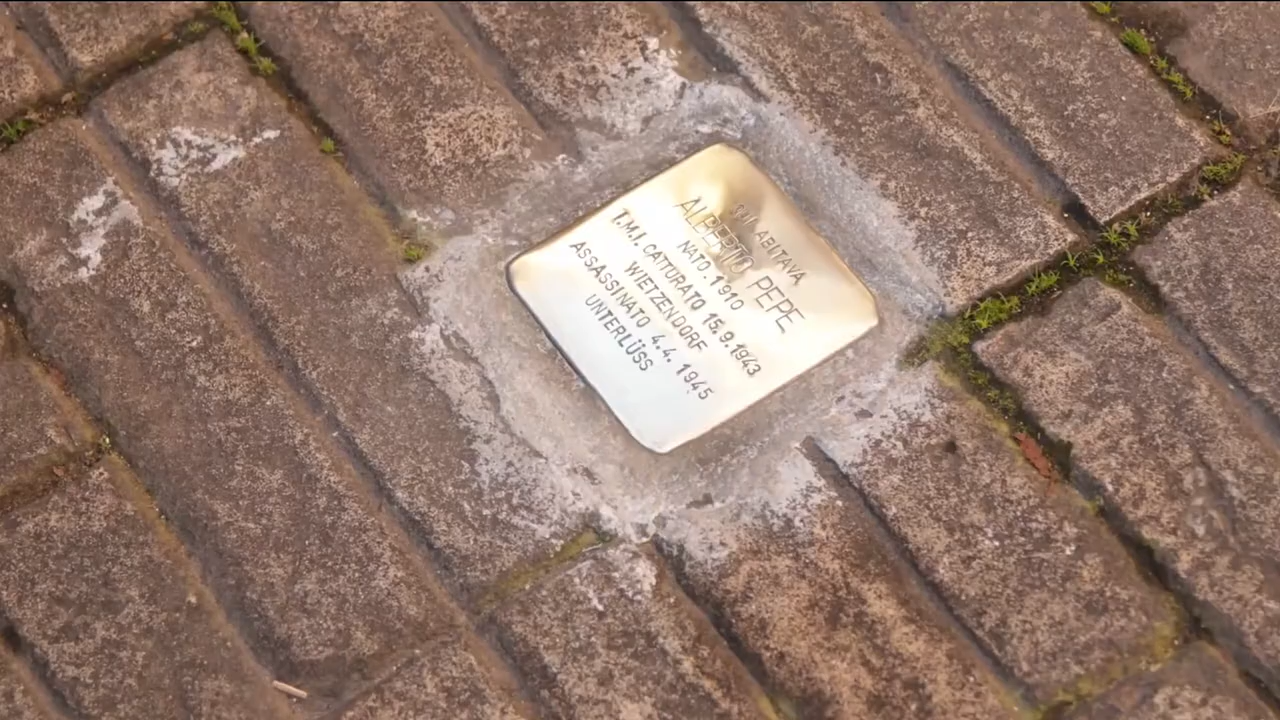 QUI ABITAVA
ALBERTO PEPE
NATO 1910
T.M.I. CATTURATO 15.9.1943
WIETZENDORF
ASSASSINATO 4.4.1945
UNTERLÜSS